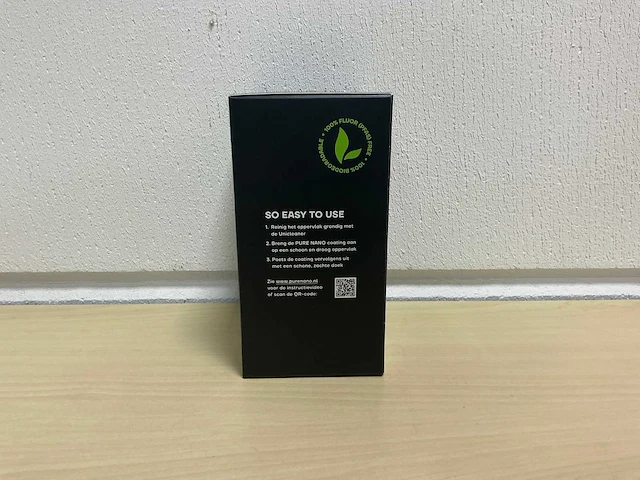 100% FLUOR (PFAS) FREE • 100% BIODEGRADABLE •
SO EASY TO USE
1. Reinig het oppervlak grondig met
de Unicleaner
2. Breng de PURE NANO coating aan
op een schoon en droog oppervlak
3. Poets de coating vervolgens uit
met een schone, zachte doek
Zie www.purenano.nl
voor de instructievideo
of scan de QR-code: